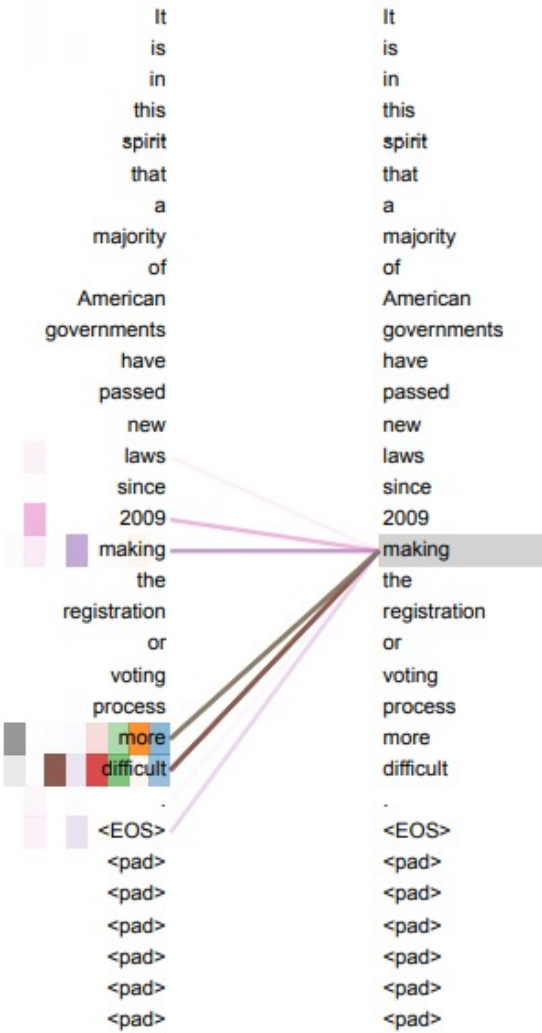 It It
is is
in in
this this
spirit spirit
that that
a a
majority majority
of of
American American
governments governments
have have
passed passed
new new
laws laws
since since
2009 2009
making making
the the
registration registration
or or
voting voting
process process
more more
difficult difficult
. .
<EOS> <EOS>
<pad> <pad>
<pad> <pad>
<pad> <pad>
<pad> <pad>
<pad> <pad>
<pad> <pad>